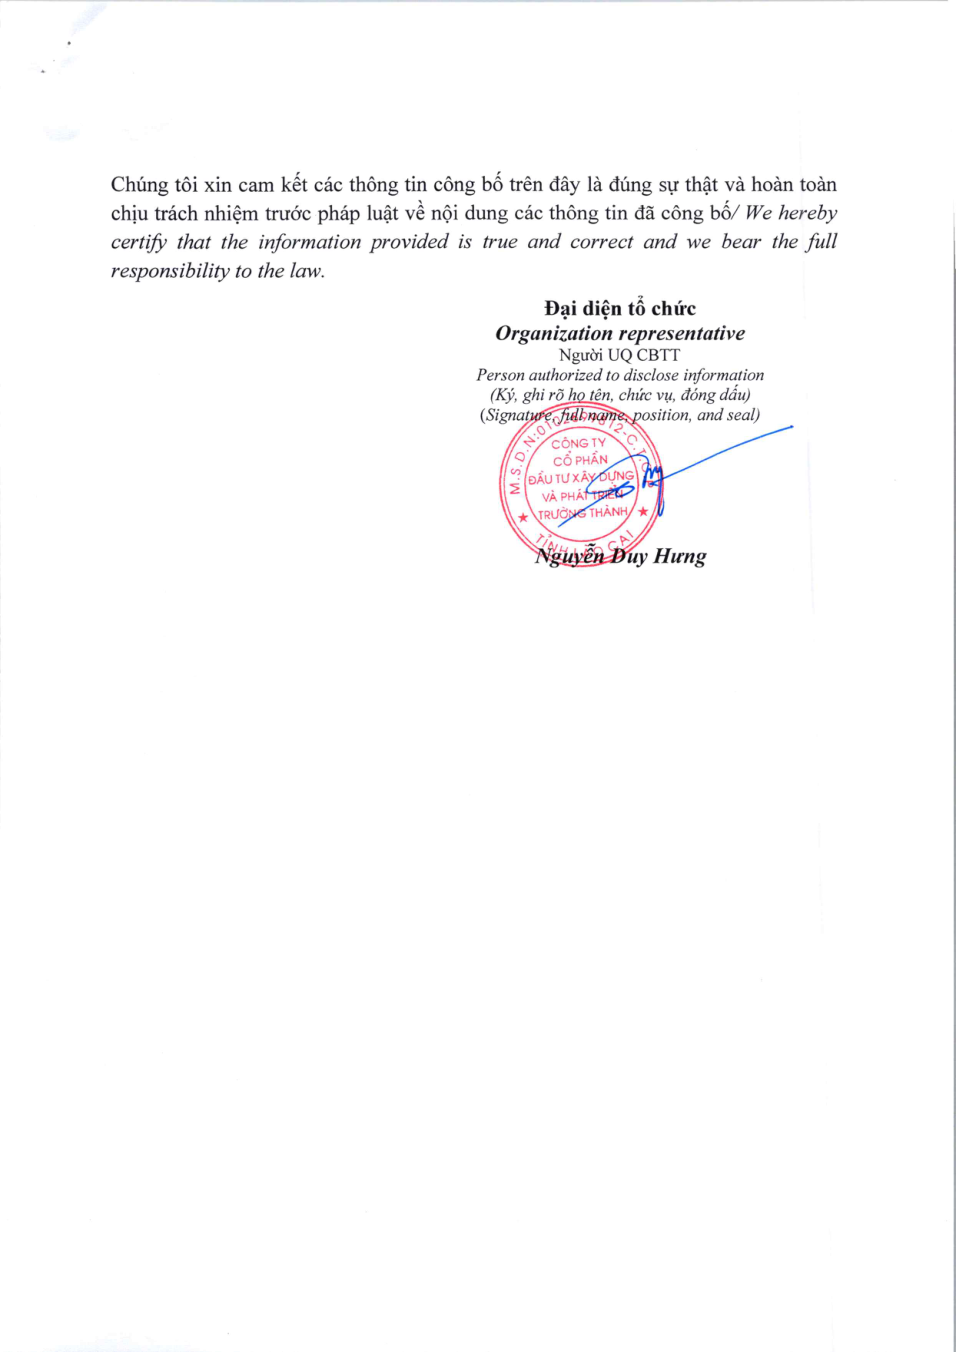 Chúng tôi xin cam kết các thông tin công bố trên đây là đúng sự thật và hoàn toàn
chịu trách nhiệm trước pháp luật về nội dung các thông tin đã công bố/ We hereby
certify that the information provided is true and correct and we bear the full
responsibility to the law.
Đại diện tổ chức
Organization representative
Người UQ CBTT
Person authorized to disclose information
(Ký, ghi rõ họ tên, chức vụ, đóng dấu)
(Signature, full name, position, and seal)
CÔNG TY
CỔ PHẦN
ĐẦU TƯ XÂY DỰNG
VÀ PHÁT TRIỂN
TRƯỜNG THÀNH
TỈNH LÀO CAI
Nguyễn Duy Hưng